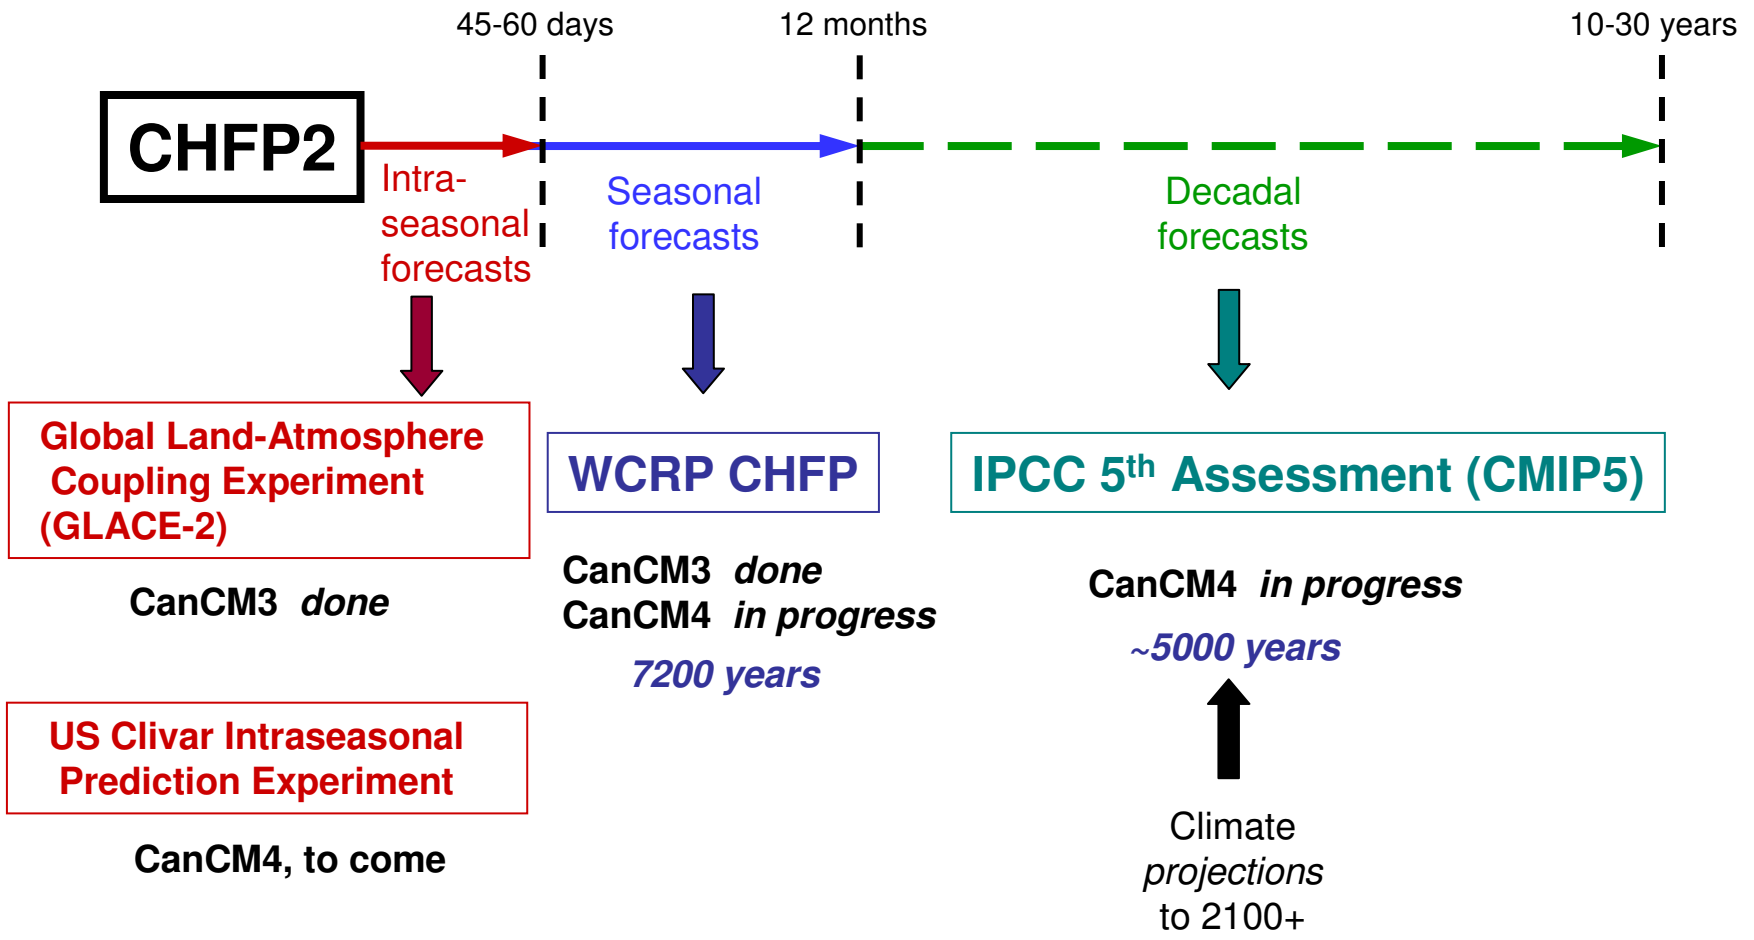 45-60 days
12 months
10-30 years
CHFP2
Intra-
seasonal
forecasts
Seasonal
forecasts
Decadal
forecasts
Global Land-Atmosphere
Coupling Experiment
(GLACE-2)
CanCM3 done
US Clivar Intraseasonal
Prediction Experiment
CanCM4, to come
WCRP CHFP
CanCM3 done
CanCM4 in progress
7200 years
IPCC 5th Assessment (CMIP5)
CanCM4 in progress
~5000 years
Climate
projections
to 2100+